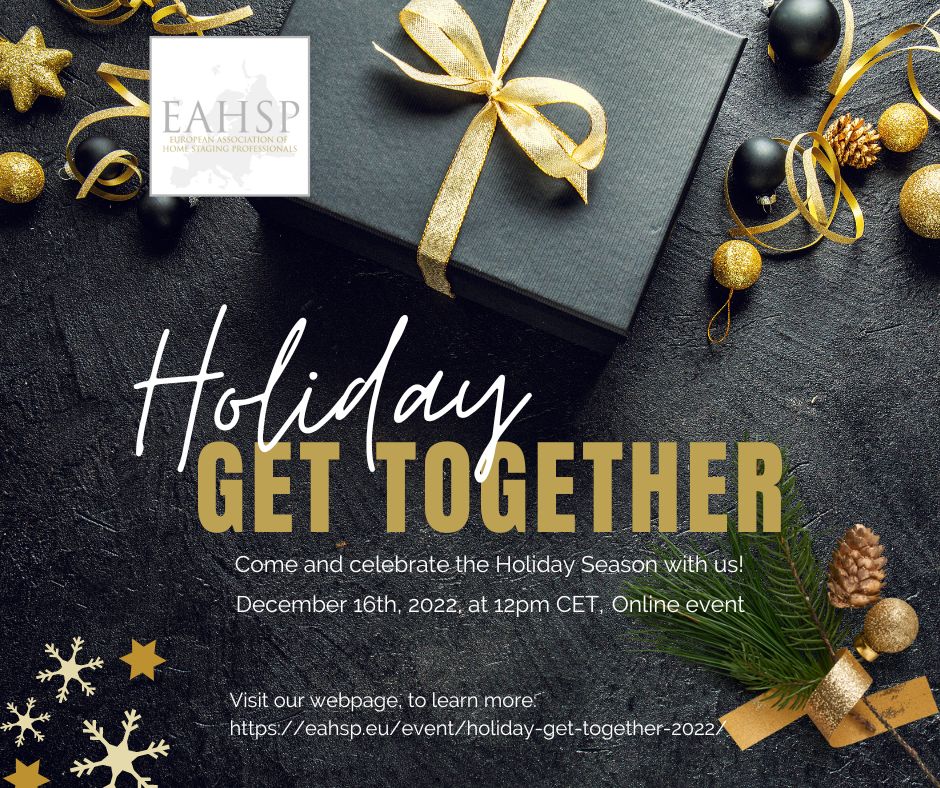 EAHSP
EUROPEAN ASSOCIATION OF
HOME STAGING PROFESSIONALS
Holiday
GET TOGETHER
Come and celebrate the Holiday Season with us!
December 16th, 2022, at 12pm CET, Online event
Visit our webpage, to learn more:
https://eahsp.eu/event/holiday-get-together-2022/